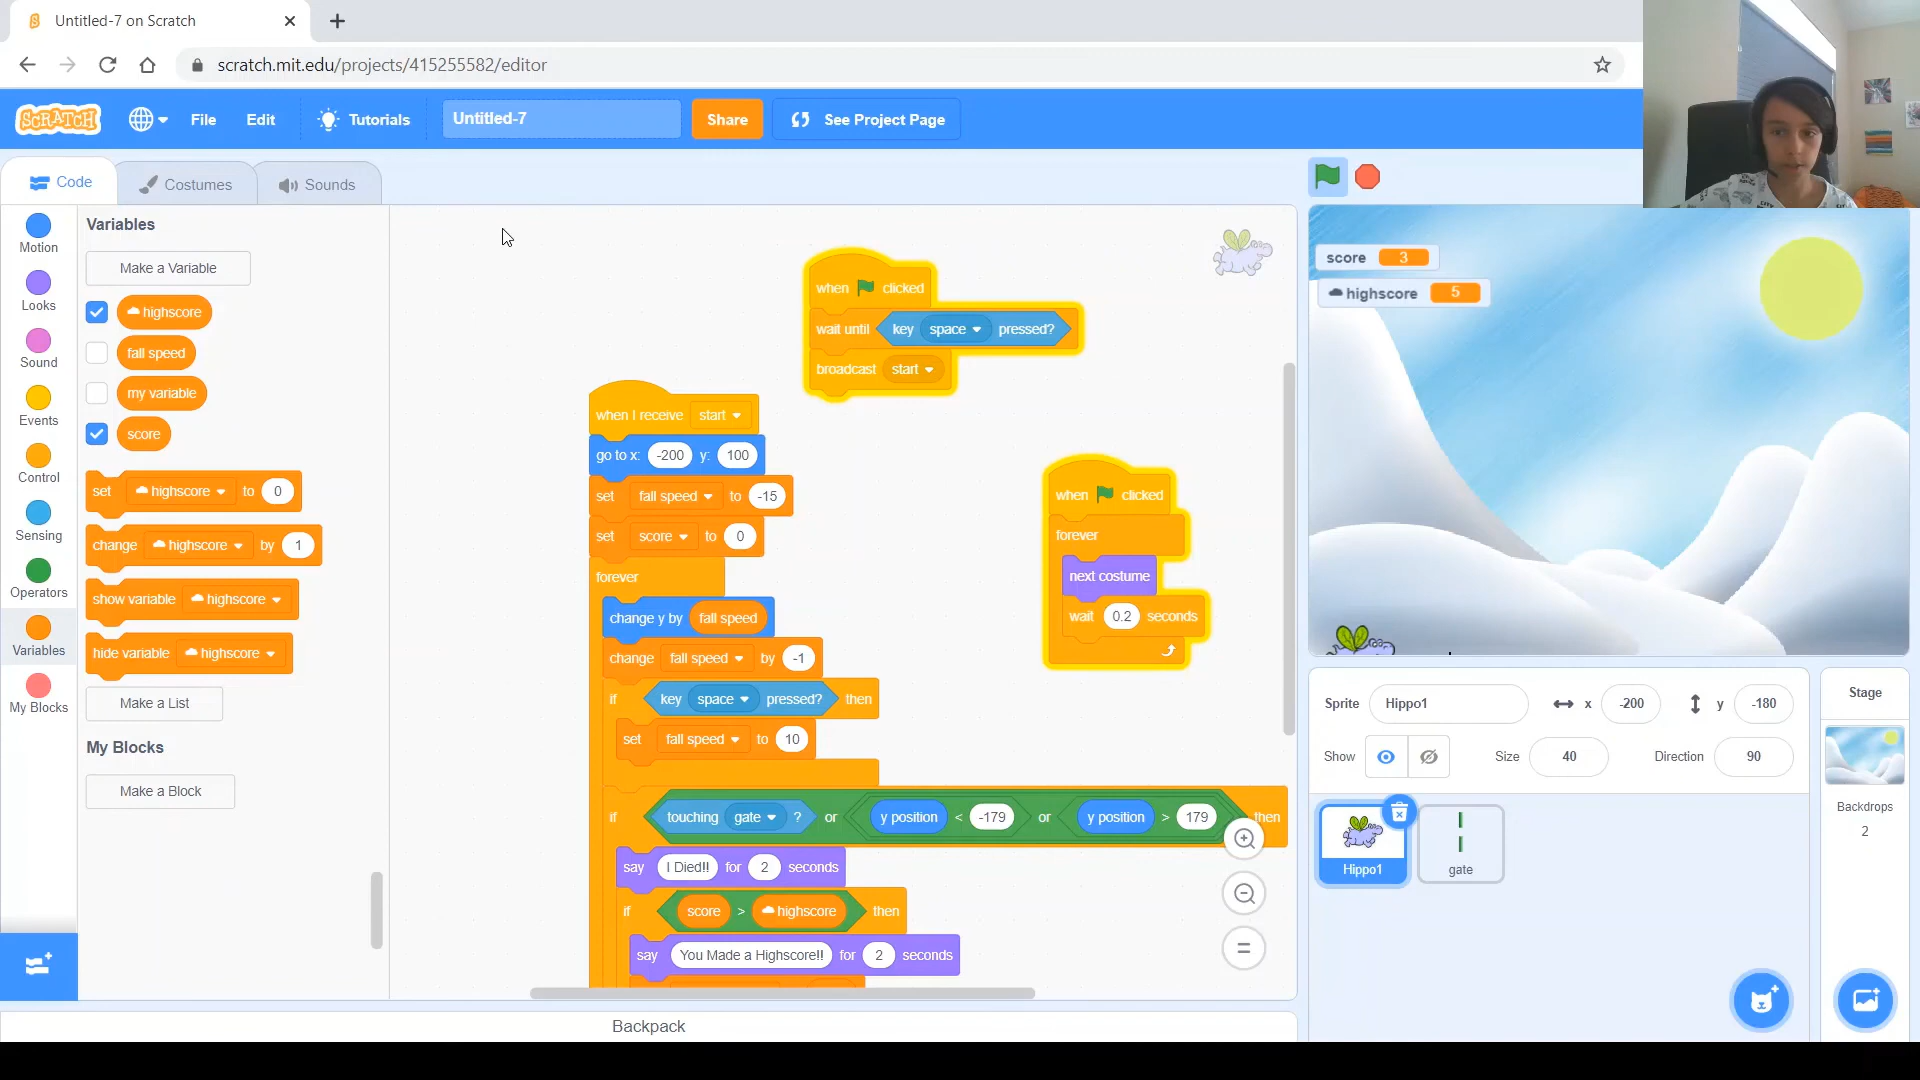 Untitled-7 on Scratch
scratch.mit.edu/projects/415255582/editor
SCRATCH
File
Edit
Tutorials
Untitled-7
Share
See Project Page
Code
Costumes
Sounds
Motion
Looks
Sound
Events
Control
Sensing
Operators
Variables
My Blocks
Variables
Make a Variable
highscore
fall speed
my variable
score
set highscore to 0
change highscore by 1
show variable highscore
hide variable highscore
Make a List
My Blocks
Make a Block
when clicked
wait until key space pressed?
broadcast start
when I receive start
go to x: -200 y: 100
set fall speed to -15
set score to 0
forever
change y by fall speed
change fall speed by -1
if key space pressed? then
set fall speed to 10
if touching gate ? or y position < -179 or y position > 179 then
say I Died!! for 2 seconds
if score > highscore then
say You Made a Highscore!! for 2 seconds
when clicked
forever
next costume
wait 0.2 seconds
Backpack
score 3
highscore 5
Sprite Hippo1 x -200 y -180
Show Size 40 Direction 90
Hippo1
gate
Stage
Backdrops
2